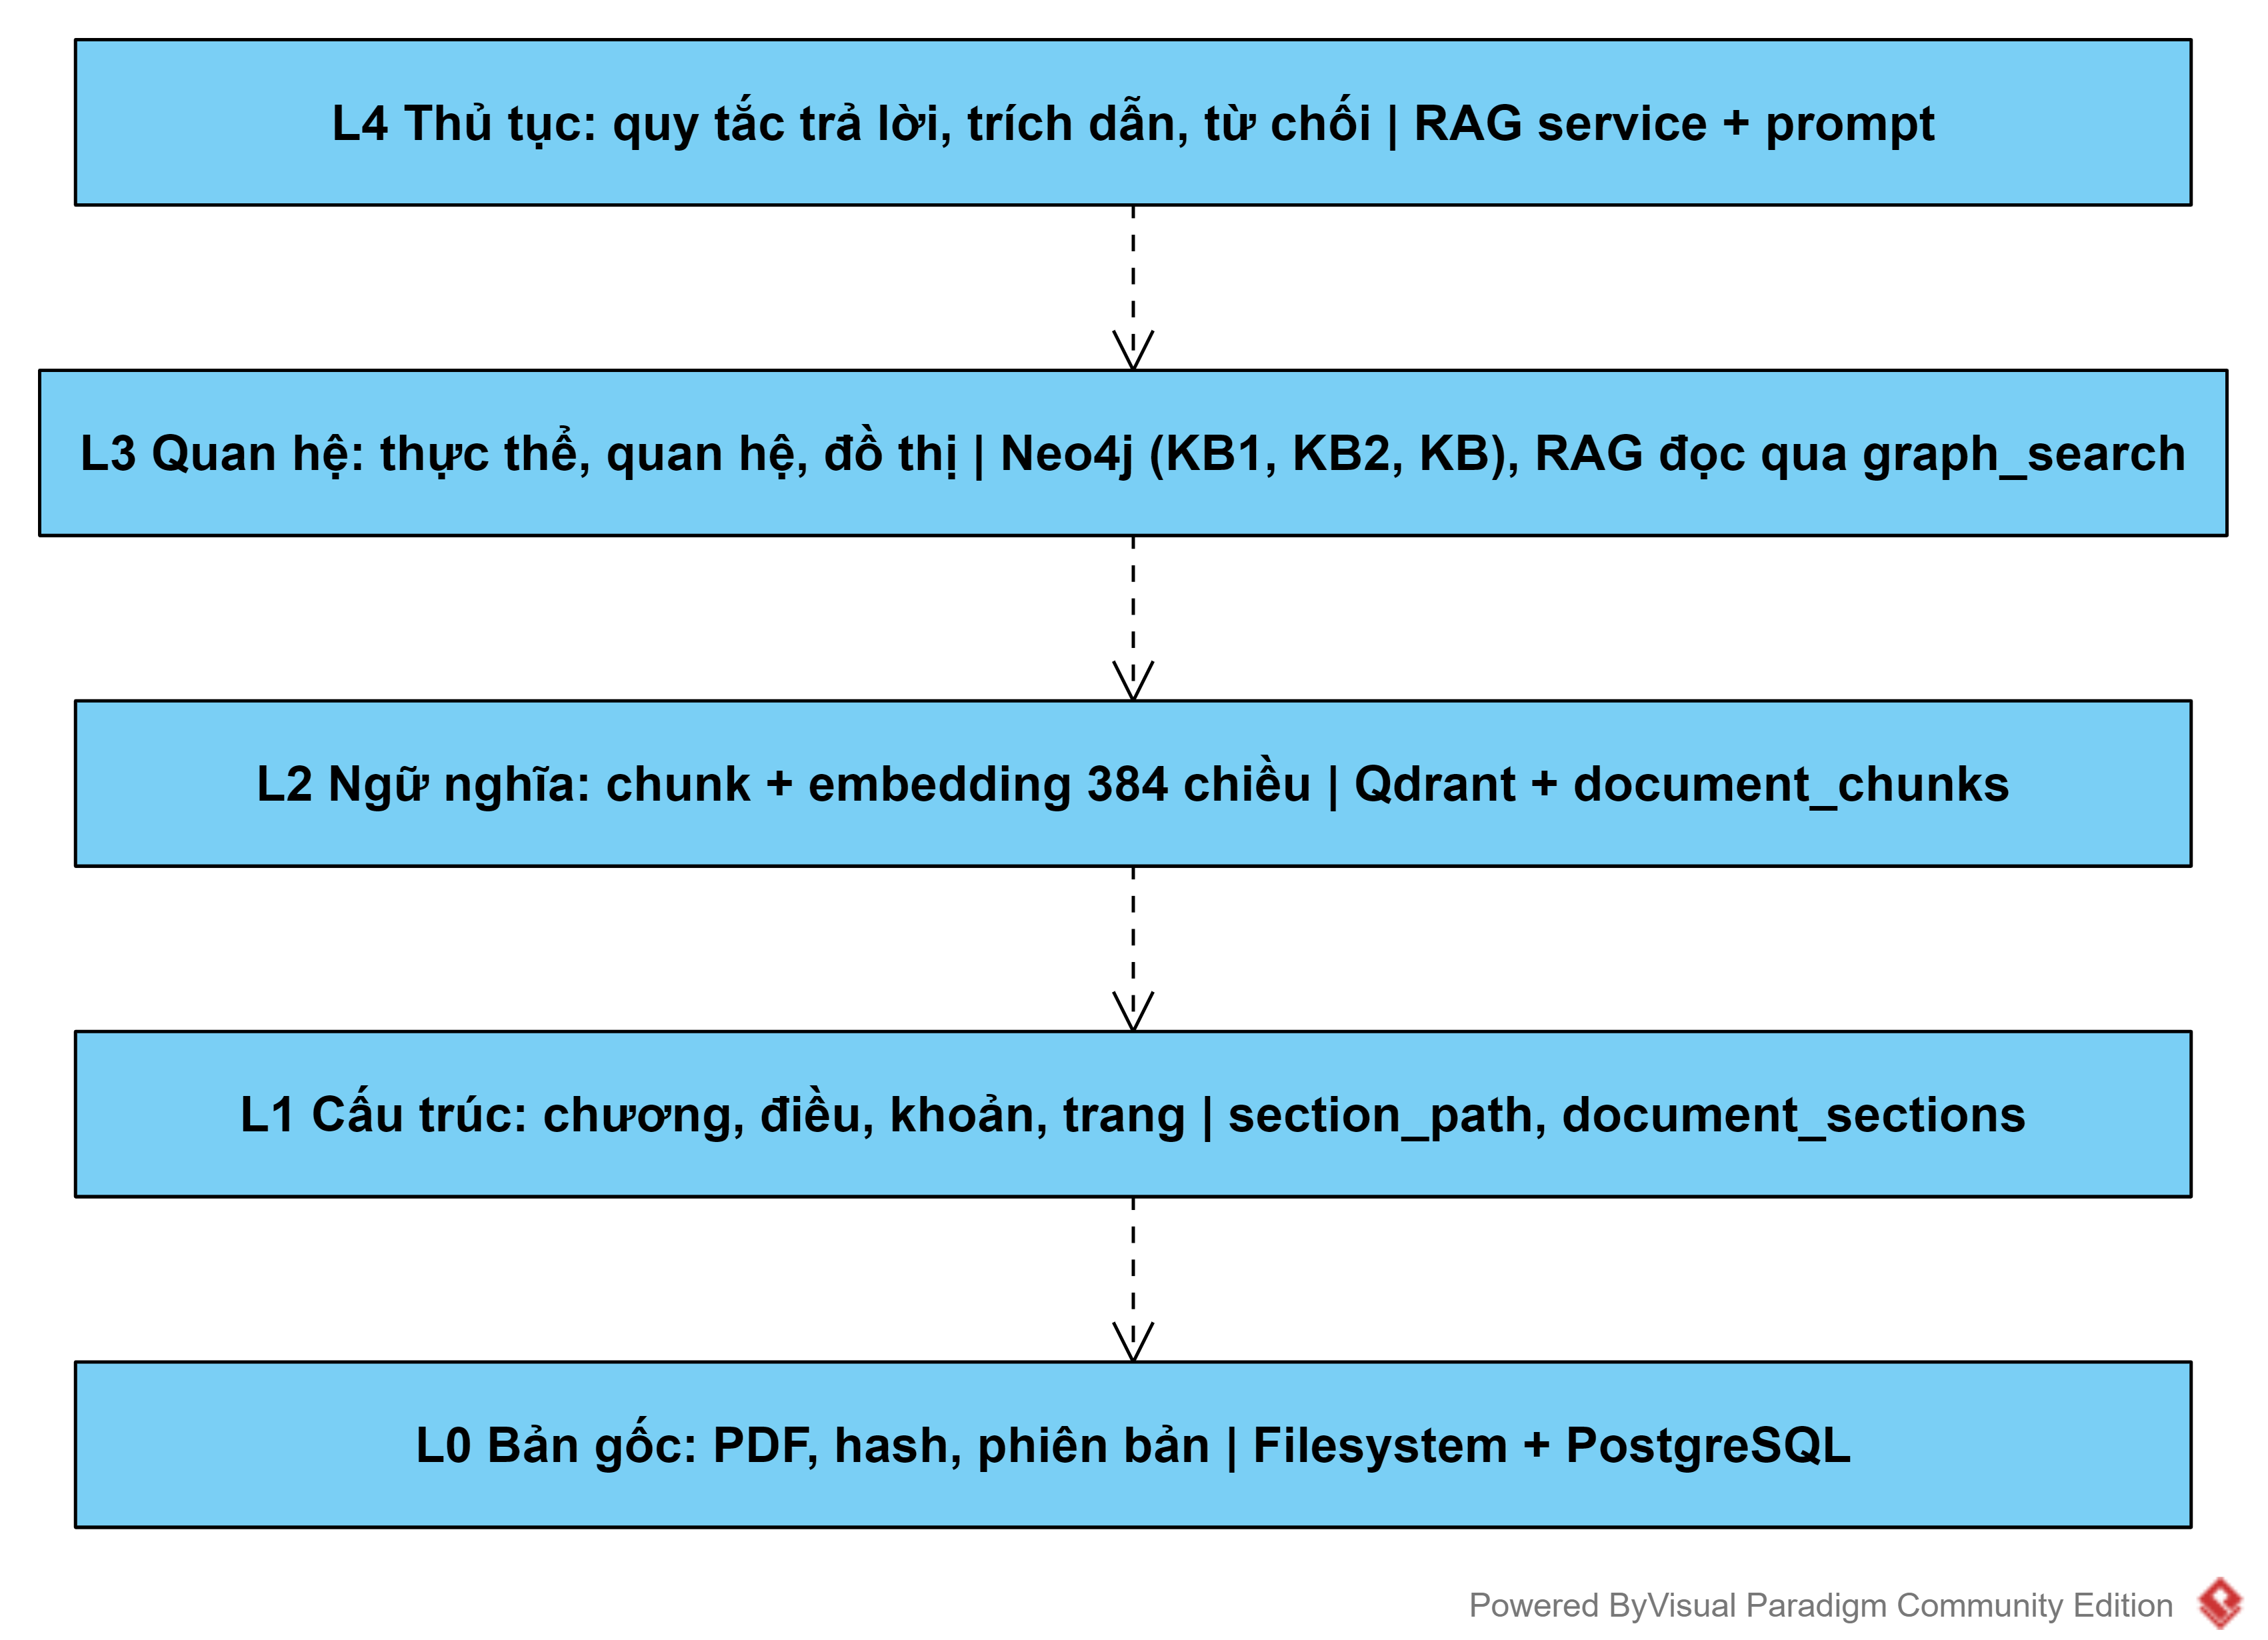 L4 Thủ tục: quy tắc trả lời, trích dẫn, từ chối | RAG service + prompt
L3 Quan hệ: thực thể, quan hệ, đồ thị | Neo4j (KB1, KB2, KB), RAG đọc qua graph_search
L2 Ngữ nghĩa: chunk + embedding 384 chiều | Qdrant + document_chunks
L1 Cấu trúc: chương, điều, khoản, trang | section_path, document_sections
L0 Bản gốc: PDF, hash, phiên bản | Filesystem + PostgreSQL
Powered ByVisual Paradigm Community Edition